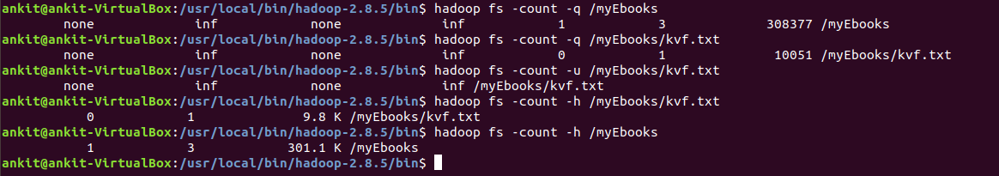 ankit@ankit-VirtualBox:/usr/local/bin/hadoop-2.8.5/bin$ hadoop fs -count -q /myEbooks
none inf none inf 1 3 308377 /myEbooks
ankit@ankit-VirtualBox:/usr/local/bin/hadoop-2.8.5/bin$ hadoop fs -count -q /myEbooks/kvf.txt
none inf none inf 0 1 10051 /myEbooks/kvf.txt
ankit@ankit-VirtualBox:/usr/local/bin/hadoop-2.8.5/bin$ hadoop fs -count -u /myEbooks/kvf.txt
none inf none inf /myEbooks/kvf.txt
ankit@ankit-VirtualBox:/usr/local/bin/hadoop-2.8.5/bin$ hadoop fs -count -h /myEbooks/kvf.txt
0 1 9.8 K /myEbooks/kvf.txt
ankit@ankit-VirtualBox:/usr/local/bin/hadoop-2.8.5/bin$ hadoop fs -count -h /myEbooks
1 3 301.1 K /myEbooks
ankit@ankit-VirtualBox:/usr/local/bin/hadoop-2.8.5/bin$